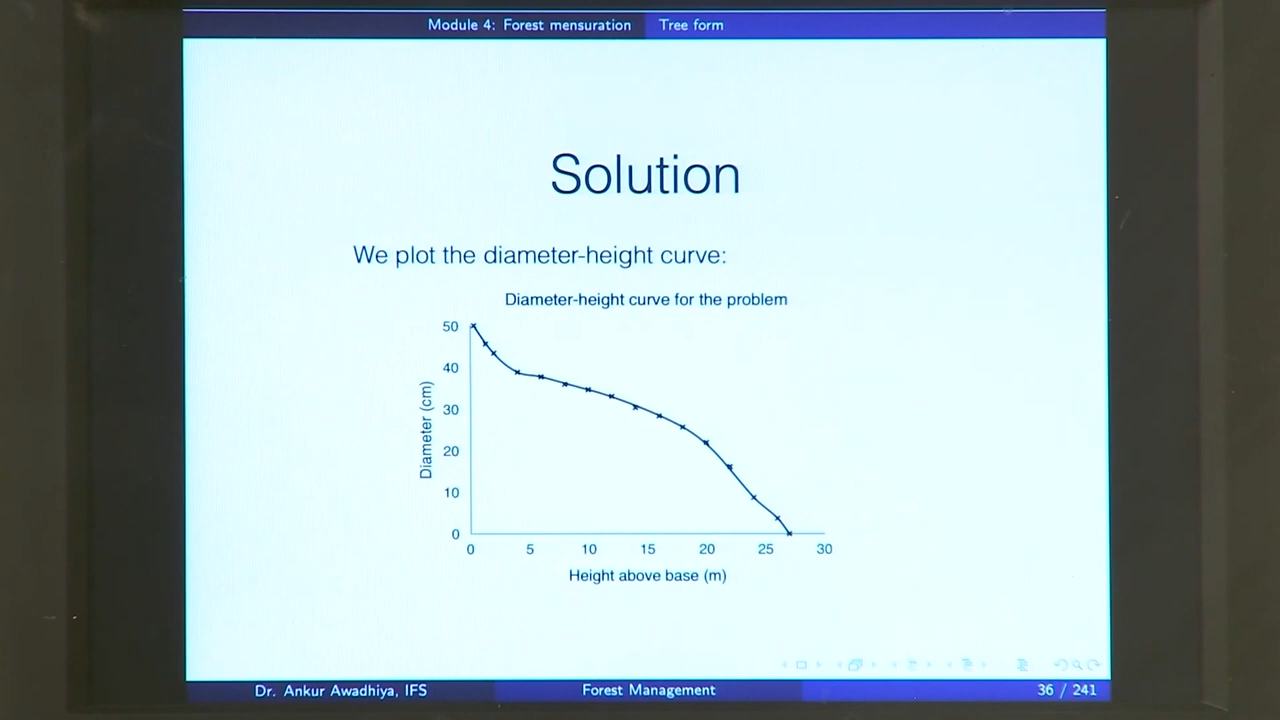 Module 4: Forest mensuration Tree form
Solution
We plot the diameter-height curve:
Diameter-height curve for the problem
50
40
30
20
10
0
Diameter (cm)
0 5 10 15 20 25 30
Height above base (m)
Dr. Ankur Awadhiya, IFS Forest Management 36 / 241